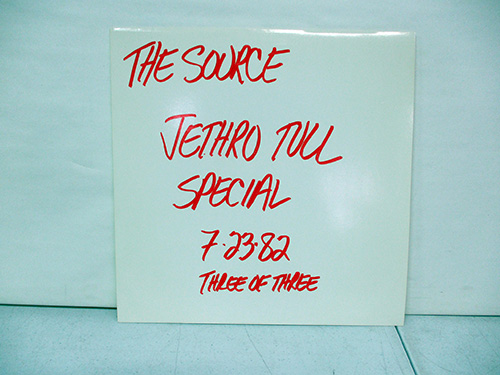 THE SOURCE
JETHRO TULL
SPECIAL
7·23·82
THREE OF THREE